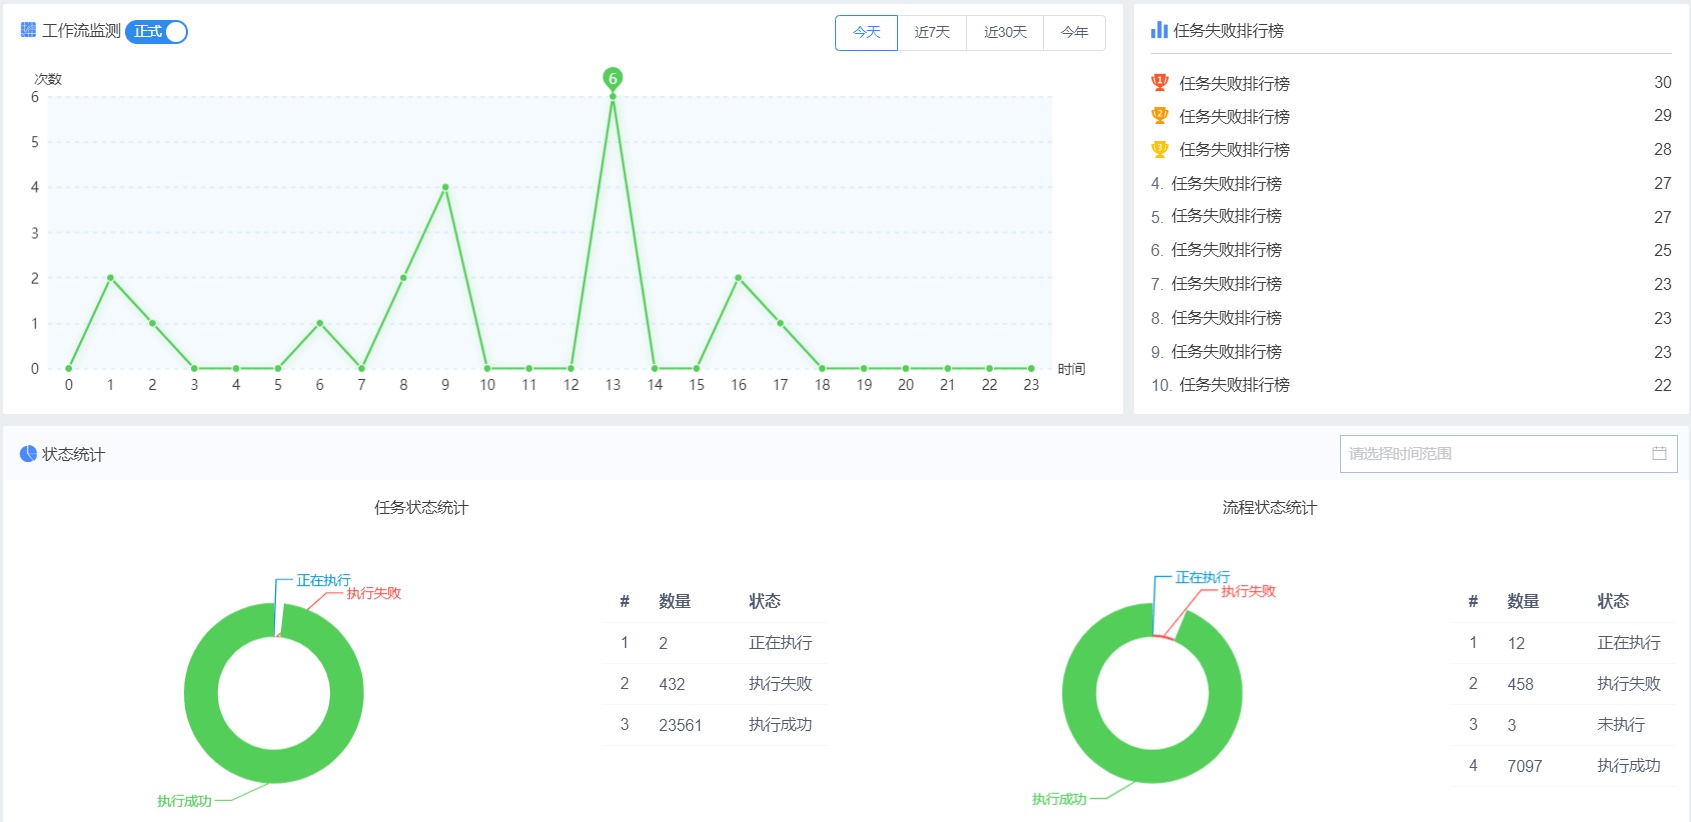 工作流监测 正式
今天 近7天 近30天 今年
次数
6
6
5
4
3
2
1
0
时间
0 1 2 3 4 5 6 7 8 9 10 11 12 13 14 15 16 17 18 19 20 21 22 23
任务失败排行榜
1 任务失败排行榜 30
2 任务失败排行榜 29
3 任务失败排行榜 28
4. 任务失败排行榜 27
5. 任务失败排行榜 27
6. 任务失败排行榜 25
7. 任务失败排行榜 23
8. 任务失败排行榜 23
9. 任务失败排行榜 23
10. 任务失败排行榜 22
状态统计
请选择时间范围
任务状态统计
正在执行
执行失败
执行成功
# 数量 状态
1 2 正在执行
2 432 执行失败
3 23561 执行成功
流程状态统计
正在执行
执行失败
执行成功
# 数量 状态
1 12 正在执行
2 458 执行失败
3 3 未执行
4 7097 执行成功